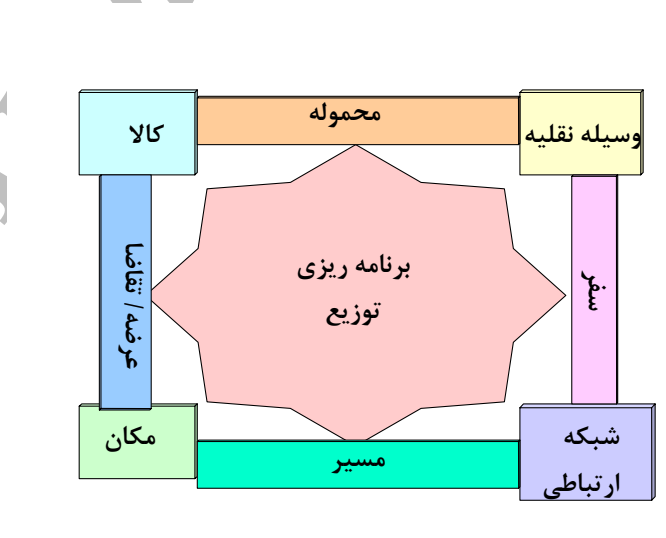 محموله
وسیله نقلیه
کالا
برنامه ریزی
توزیع
سفر
عرضه / تقاضا
شبکه
ارتباطی
مکان
مسیر